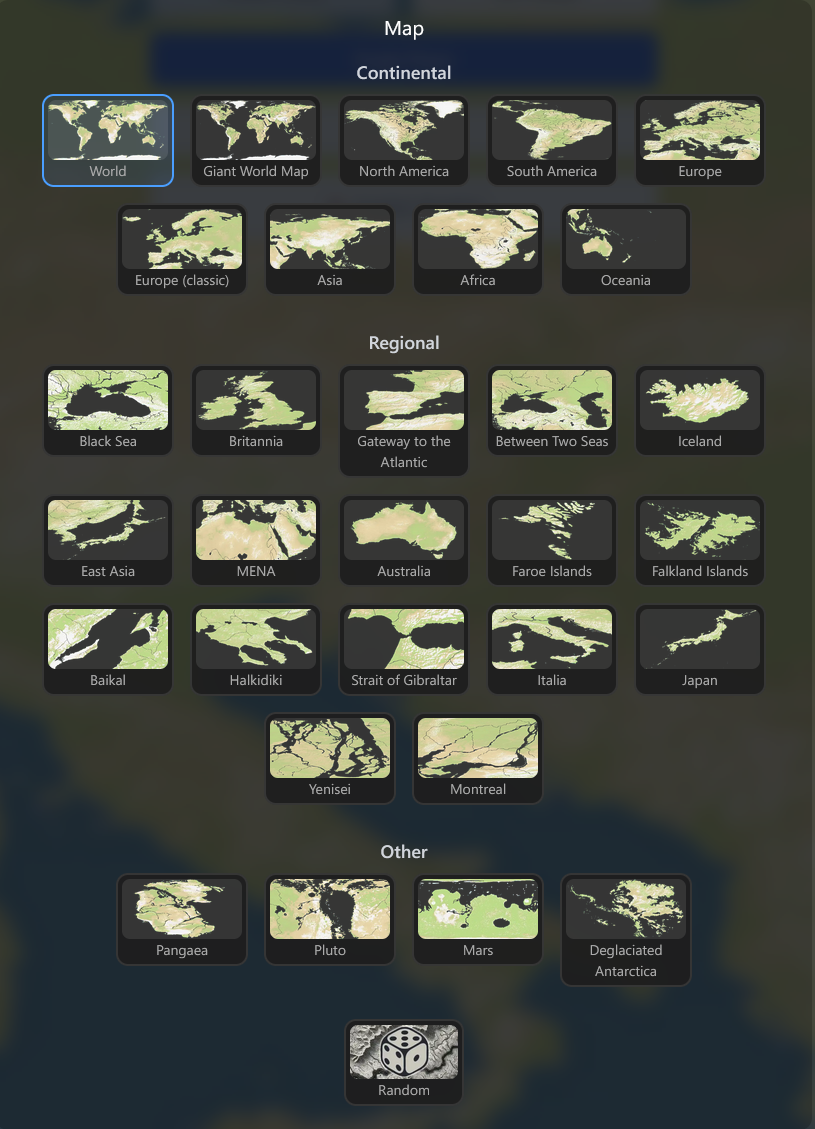 Map
Continental
World
Giant World Map
North America
South America
Europe
Europe (classic)
Asia
Africa
Oceania
Regional
Black Sea
Britannia
Gateway to the
Atlantic
Between Two Seas
Iceland
East Asia
MENA
Australia
Faroe Islands
Falkland Islands
Baikal
Halkidiki
Strait of Gibraltar
Italia
Japan
Yenisei
Montreal
Other
Pangaea
Pluto
Mars
Deglaciated
Antarctica
Random